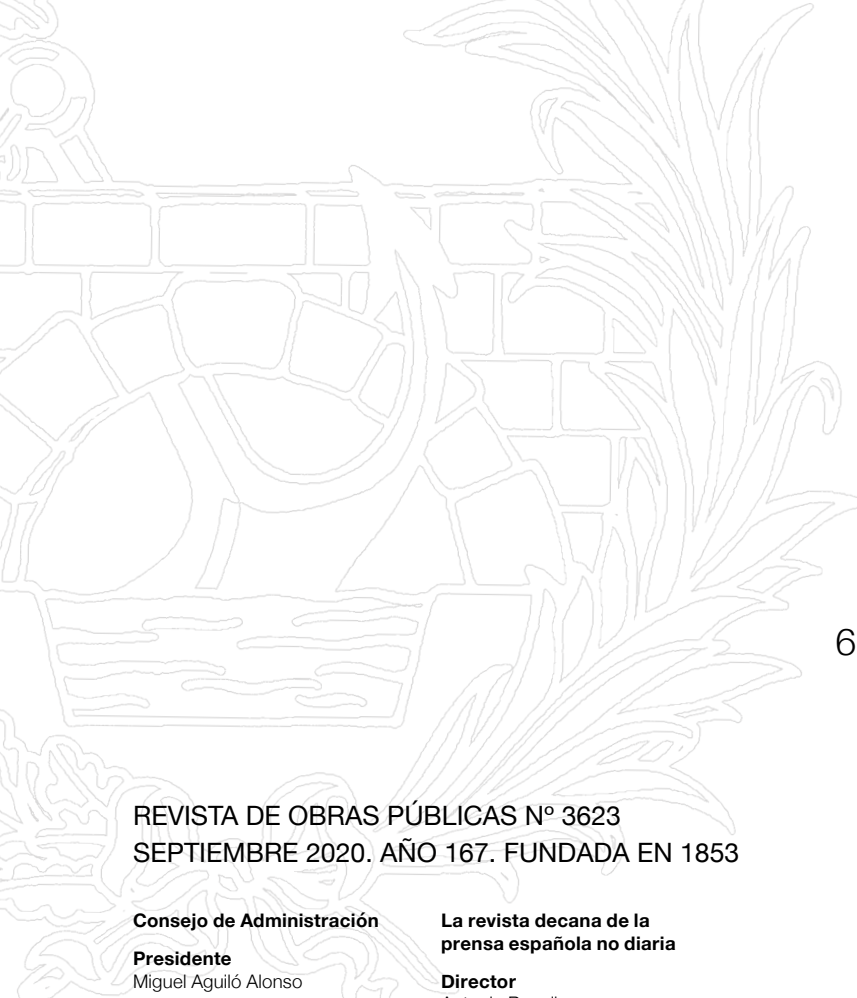 6
REVISTA DE OBRAS PÚBLICAS Nº 3623
SEPTIEMBRE 2020. AÑO 167. FUNDADA EN 1853
Consejo de Administración
Presidente
Miguel Aguiló Alonso
La revista decana de la
prensa española no diaria
Director